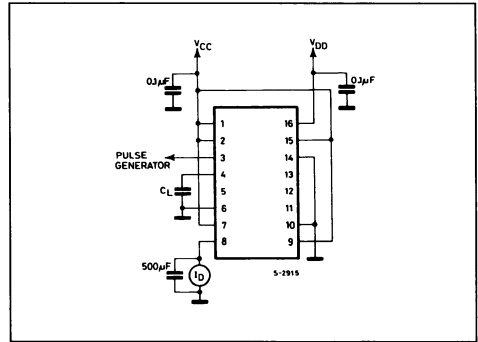 VCC VDD
0.1µF 0.1µF
1 16
2 15
PULSE GENERATOR 3 14
4 13
CL 5 12
6 11
7 10
8 9
500µF ID S-2915